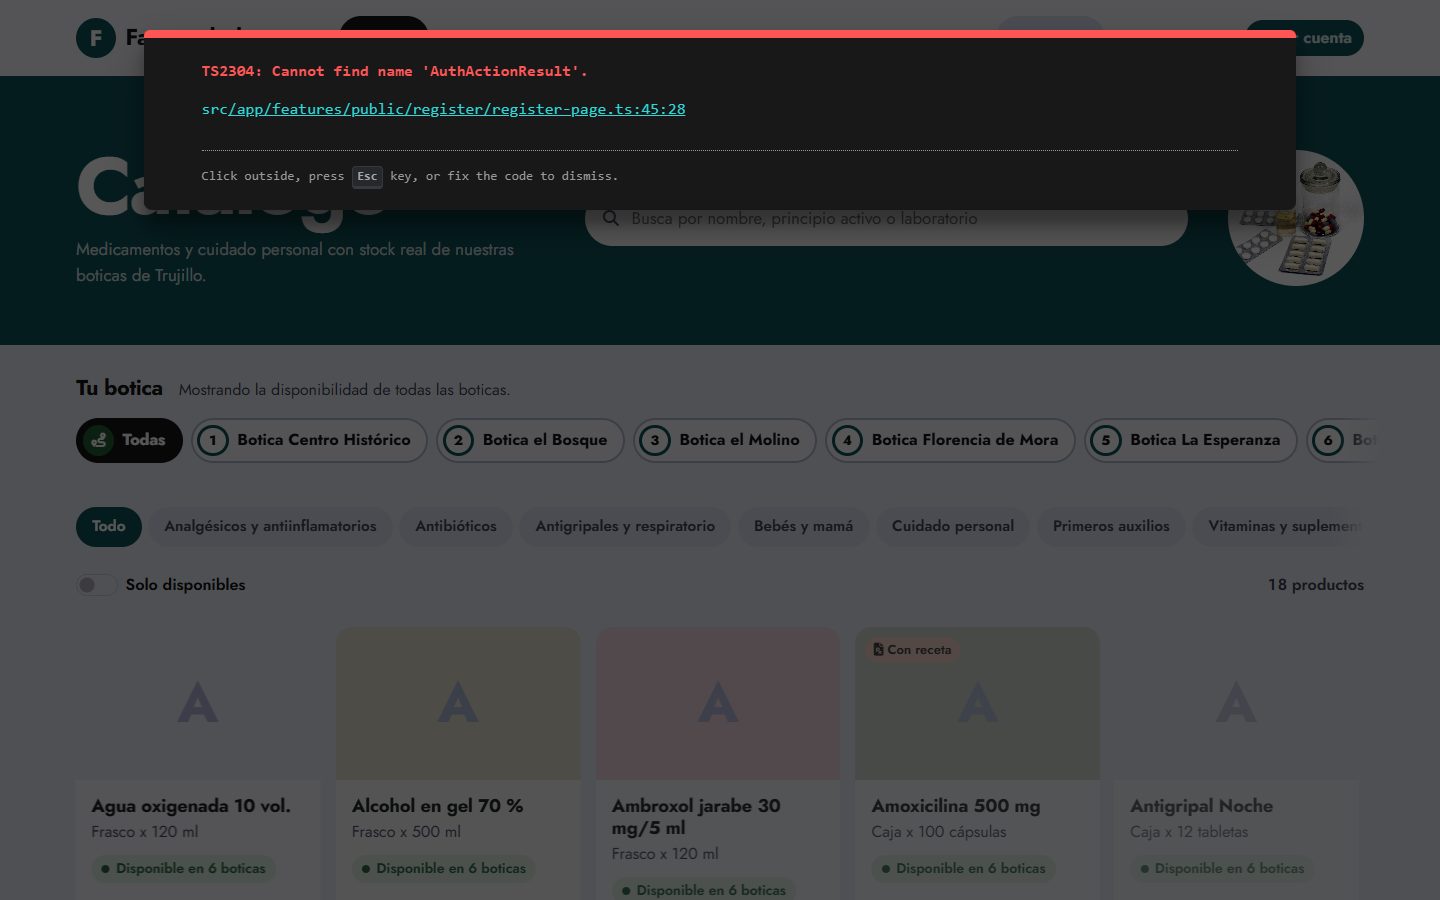 F
TS2304: Cannot find name 'AuthActionResult'.
src/app/features/public/register/register-page.ts:45:28
Click outside, press Esc key, or fix the code to dismiss.
cuenta
Busca por nombre, principio activo o laboratorio
Medicamentos y cuidado personal con stock real de nuestras
boticas de Trujillo.
Tu botica Mostrando la disponibilidad de todas las boticas.
Todas 1 Botica Centro Histórico 2 Botica el Bosque 3 Botica el Molino 4 Botica Florencia de Mora 5 Botica La Esperanza 6
Todo Analgésicos y antiinflamatorios Antibióticos Antigripales y respiratorio Bebés y mamá Cuidado personal Primeros auxilios Vitaminas y suplement
Solo disponibles 18 productos
Con receta
A A A A A
Agua oxigenada 10 vol. Alcohol en gel 70 % Ambroxol jarabe 30 Amoxicilina 500 mg Antigripal Noche
mg/5 ml
Frasco x 120 ml Frasco x 500 ml Frasco x 120 ml Caja x 100 cápsulas Caja x 12 tabletas
Disponible en 6 boticas Disponible en 6 boticas Disponible en 6 boticas Disponible en 6 boticas Disponible en 6 boticas